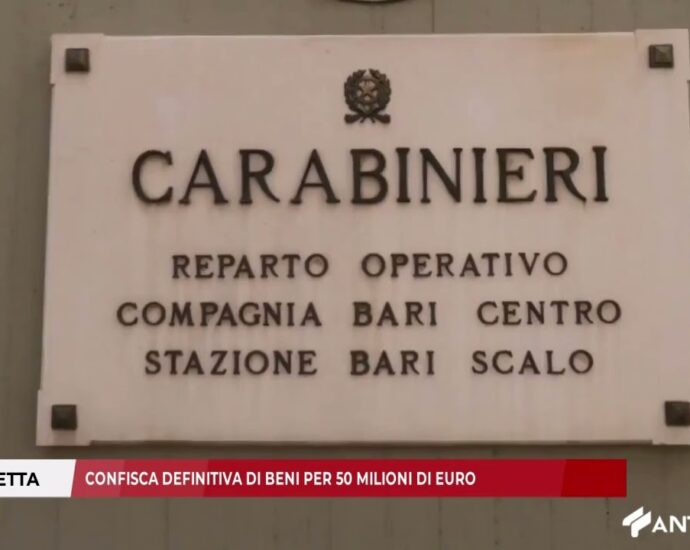 CARABINIERI
REPARTO OPERATIVO
COMPAGNIA BARI CENTRO
STAZIONE BARI SCALO
ETTA CONFISCA DEFINITIVA DI BENI PER 50 MILIONI DI EURO
ANT